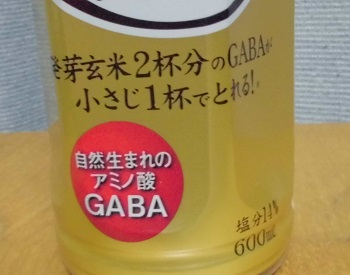 発芽玄米2杯分のGABAが
小さじ1杯でとれる!。
自然生まれの
アミノ酸
GABA
塩分14%
600mL